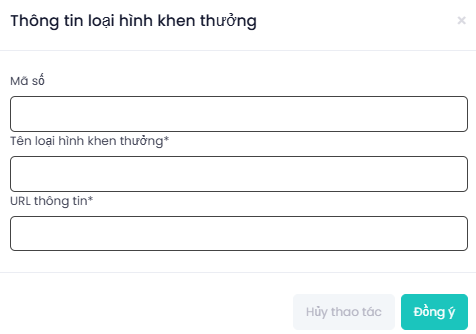 Thông tin loại hình khen thưởng
×
Mã số
Tên loại hình khen thưởng*
URL thông tin*
Hủy thao tác
Đồng ý